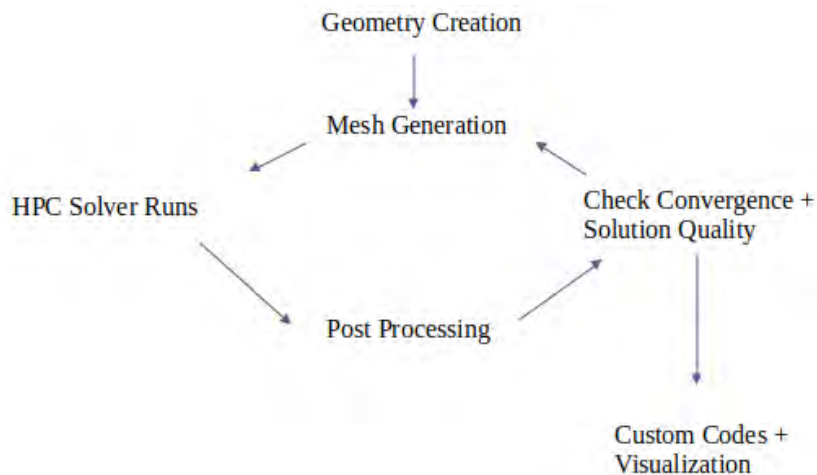 Geometry Creation
Mesh Generation
HPC Solver Runs
Check Convergence +
Solution Quality
Post Processing
Custom Codes +
Visualization